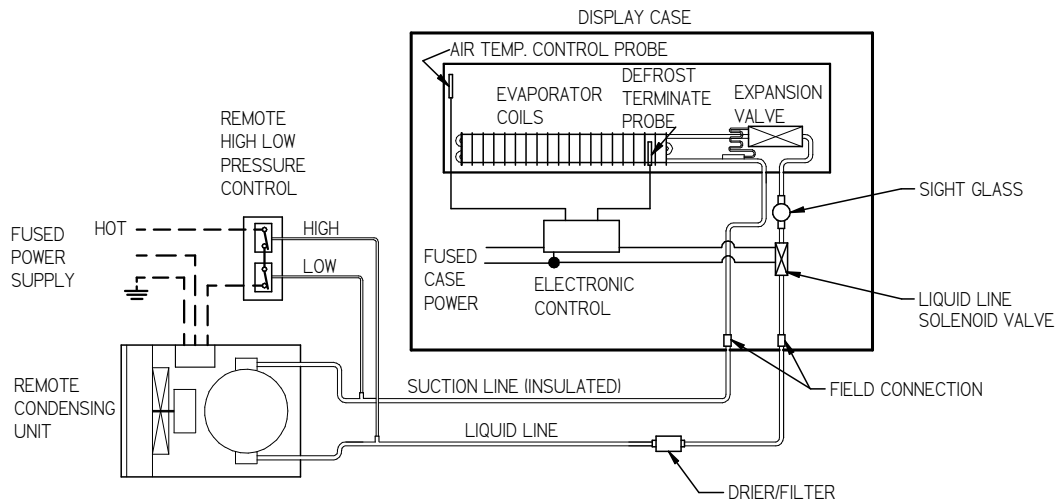 DISPLAY CASE
AIR TEMP. CONTROL PROBE
EVAPORATOR
COILS
DEFROST
TERMINATE
PROBE
EXPANSION
VALVE
REMOTE
HIGH LOW
PRESSURE
CONTROL
SIGHT GLASS
HOT
HIGH
FUSED
POWER
SUPPLY
LOW
FUSED
CASE
POWER
ELECTRONIC
CONTROL
LIQUID LINE
SOLENOID VALVE
REMOTE
CONDENSING
UNIT
SUCTION LINE (INSULATED)
FIELD CONNECTION
LIQUID LINE
DRIER/FILTER